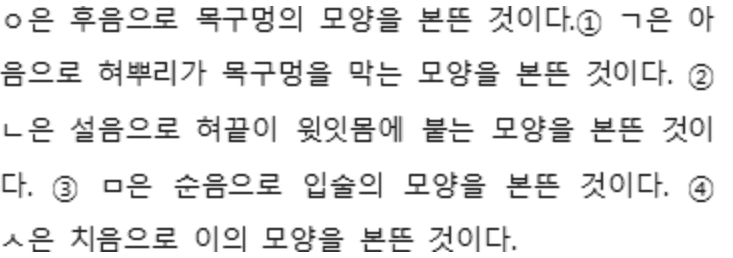 ㅇ은 후음으로 목구멍의 모양을 본뜬 것이다.① ㄱ은 아
음으로 혀뿌리가 목구멍을 막는 모양을 본뜬 것이다. ②
ㄴ은 설음으로 혀끝이 윗잇몸에 붙는 모양을 본뜬 것이
다. ③ ㅁ은 순음으로 입술의 모양을 본뜬 것이다. ④
ㅅ은 치음으로 이의 모양을 본뜬 것이다.